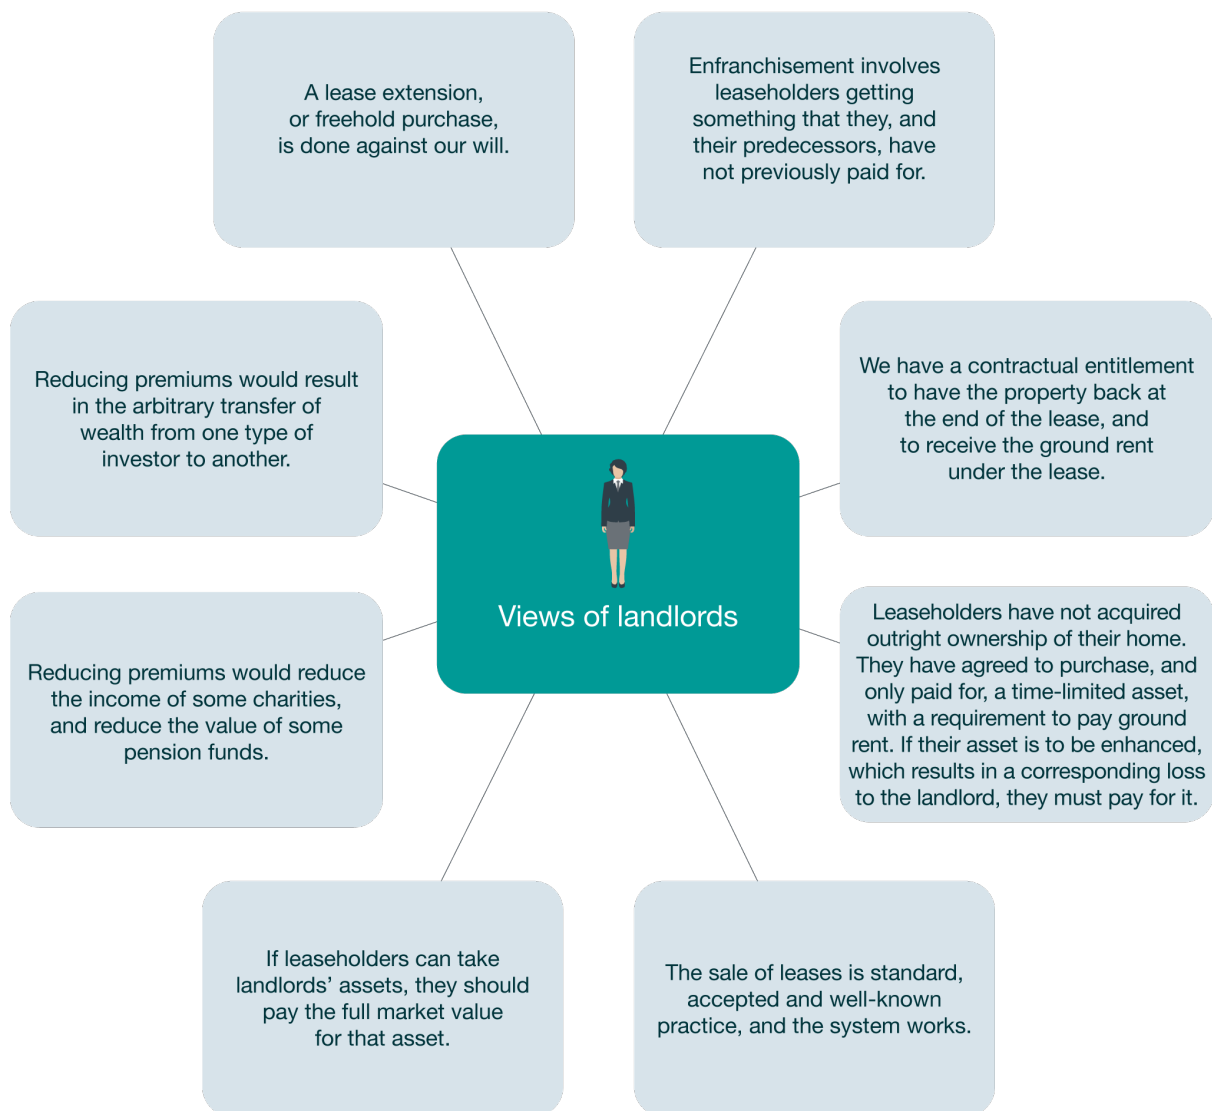 A lease extension,
or freehold purchase,
is done against our will.
Enfranchisement involves
leaseholders getting
something that they, and
their predecessors, have
not previously paid for.
Reducing premiums would result
in the arbitrary transfer of
wealth from one type of
investor to another.
We have a contractual entitlement
to have the property back at
the end of the lease, and
to receive the ground rent
under the lease.
Views of landlords
Reducing premiums would reduce
the income of some charities,
and reduce the value of some
pension funds.
Leaseholders have not acquired
outright ownership of their home.
They have agreed to purchase, and
only paid for, a time-limited asset,
with a requirement to pay ground
rent. If their asset is to be enhanced,
which results in a corresponding loss
to the landlord, they must pay for it.
If leaseholders can take
landlords’ assets, they should
pay the full market value
for that asset.
The sale of leases is standard,
accepted and well-known
practice, and the system works.